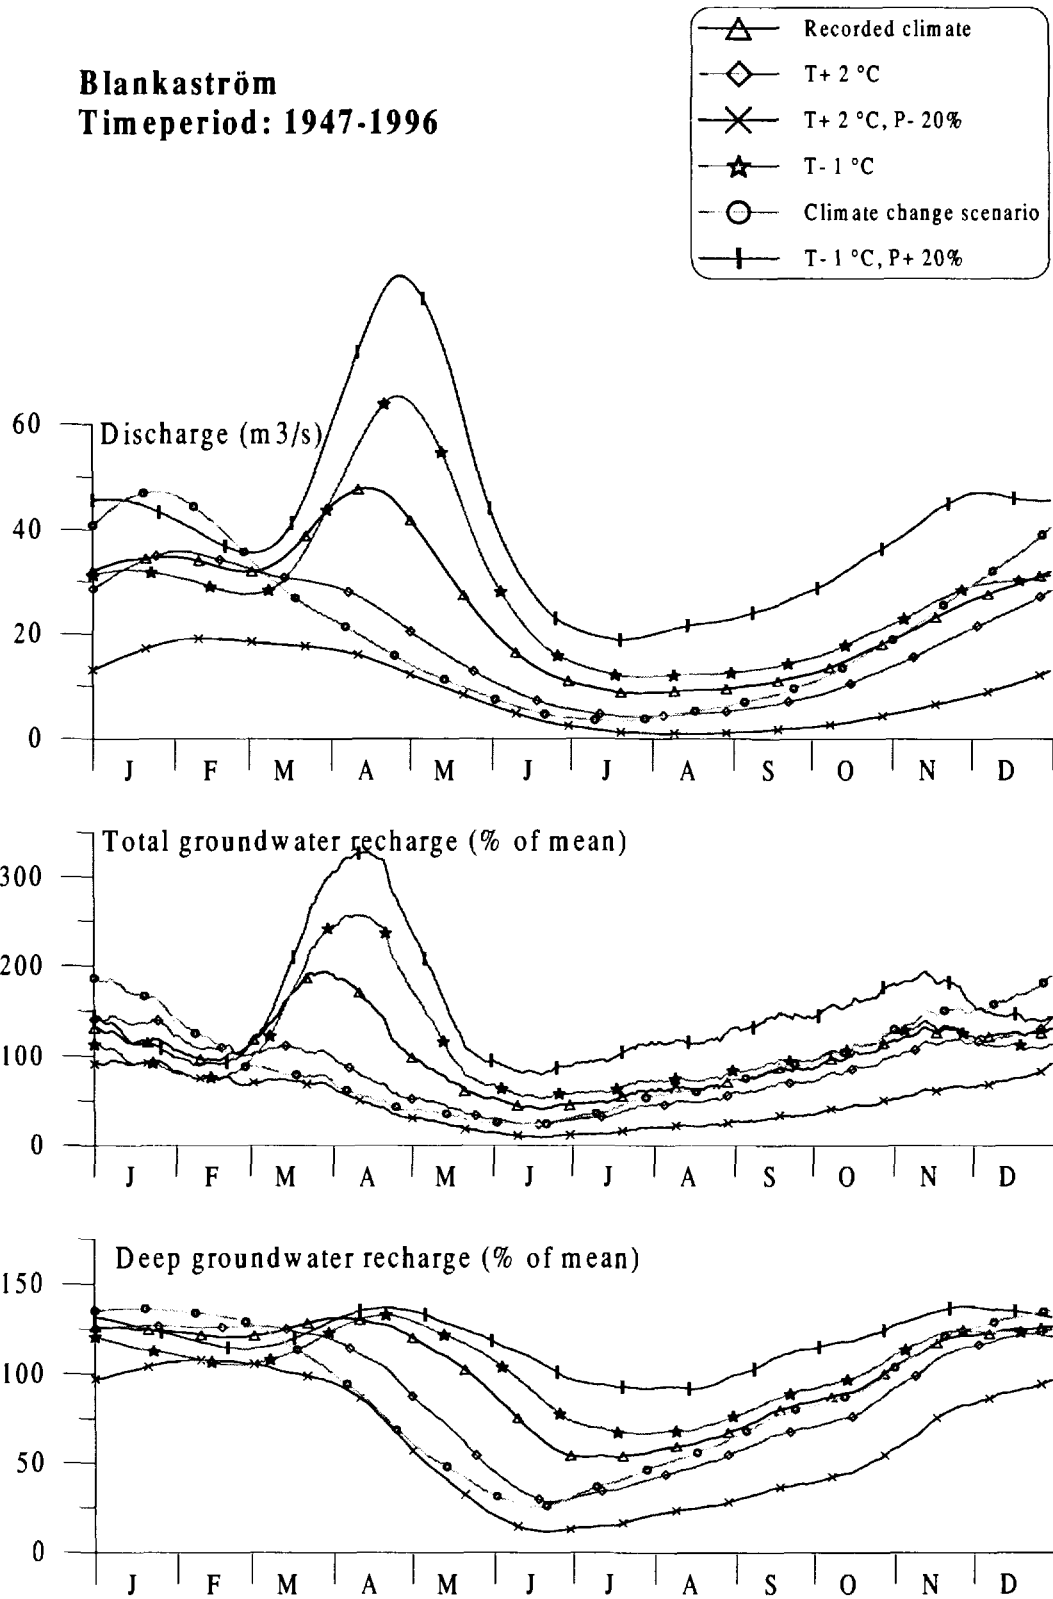 Blankaström
Timeperiod: 1947-1996
Recorded climate
T+ 2 °C
T+ 2 °C, P- 20%
T- 1 °C
Climate change scenario
T- 1 °C, P+ 20%
Discharge (m3/s)
60
40
20
0
J F M A M J J A S O N D
Total groundwater recharge (% of mean)
300
200
100
0
J F M A M J J A S O N D
Deep groundwater recharge (% of mean)
150
100
50
0
J F M A M J J A S O N D